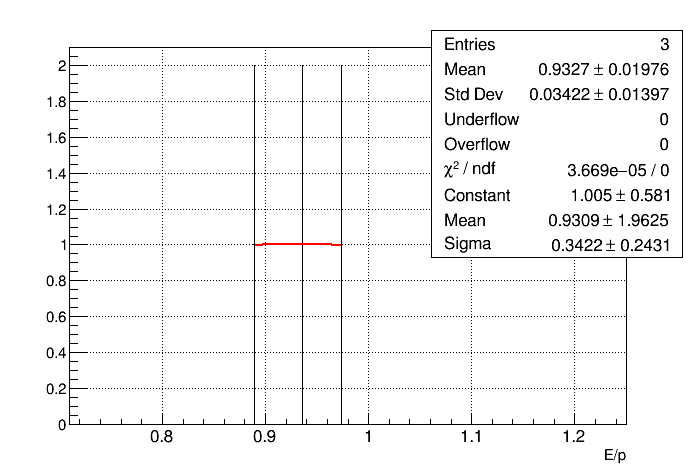 Entries 3
Mean 0.9327 ± 0.01976
Std Dev 0.03422 ± 0.01397
Underflow 0
Overflow 0
χ² / ndf 3.669e−05 / 0
Constant 1.005 ± 0.581
Mean 0.9309 ± 1.9625
Sigma 0.3422 ± 0.2431
2
1.8
1.6
1.4
1.2
1
0.8
0.6
0.4
0.2
0
0.8 0.9 1 1.1 1.2
E/p